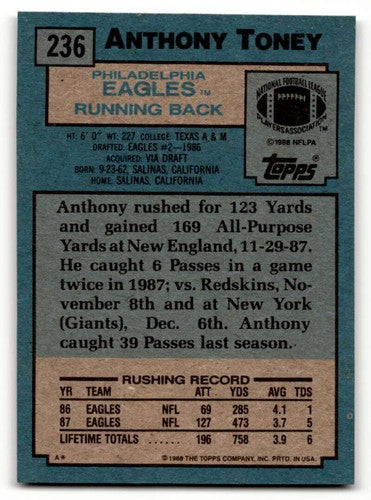 236 ANTHONY TONEY
PHILADELPHIA
EAGLES™
RUNNING BACK
NATIONAL FOOTBALL LEAGUE
PLAYERS ASSOCIATION™
©1988 NFLPA
Topps®
HT: 6' 0" WT: 227 COLLEGE: TEXAS A & M
DRAFTED: EAGLES #2—1986
ACQUIRED: VIA DRAFT
BORN: 9-23-62, SALINAS, CALIFORNIA
HOME: SALINAS, CALIFORNIA
Anthony rushed for 123 Yards
and gained 169 All-Purpose
Yards at New England, 11-29-87.
He caught 6 Passes in a game
twice in 1987; vs. Redskins, No-
vember 8th and at New York
(Giants), Dec. 6th. Anthony
caught 39 Passes last season.
RUSHING RECORD
YR TEAM ATT YDS AVG TDS
86 EAGLES NFL 69 285 4.1 1
87 EAGLES NFL 127 473 3.7 5
LIFETIME TOTALS ...... 196 758 3.9 6
A* © 1988 THE TOPPS COMPANY, INC. PRTD. IN U.S.A.